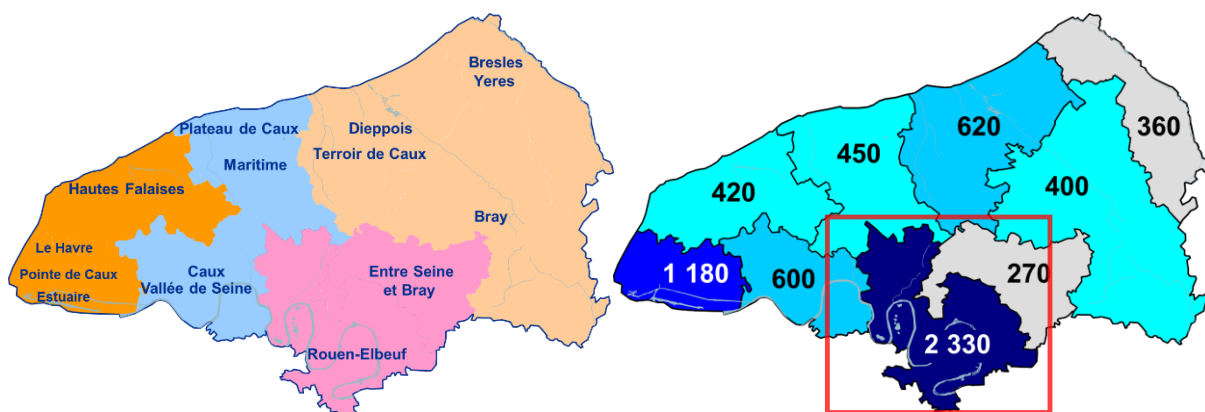 Bresles
Yeres
Plateau de Caux
Maritime
Dieppois
Terroir de Caux
Hautes Falaises
Bray
Le Havre
Pointe de Caux
Estuaire
Caux
Vallée de Seine
Entre Seine
et Bray
Rouen-Elbeuf
620
360
450
400
420
1 180
600
270
2 330